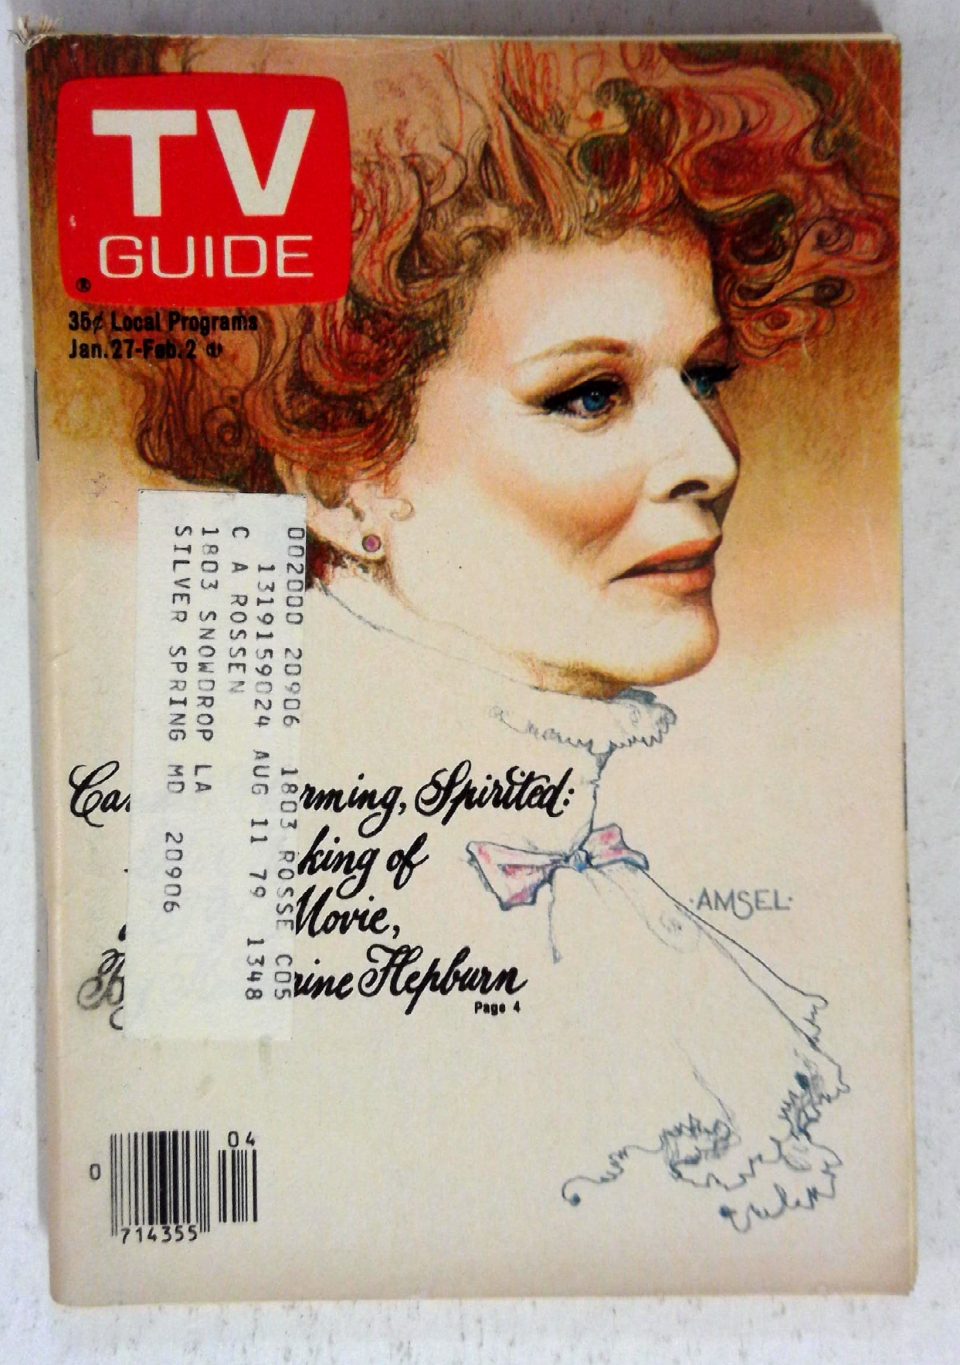 TV
GUIDE
®
35¢ Local Programs
Jan.27-Feb.2
002000 20906 1803 ROSSE C05
1319159024 AUG 11 79 1348
C A ROSSEN
1803 SNOWDROP LA
SILVER SPRING MD 20906
rming, Spirited:
king of
Movie,
rine Hepburn
Page 4
·AMSEL·
04
0
714355